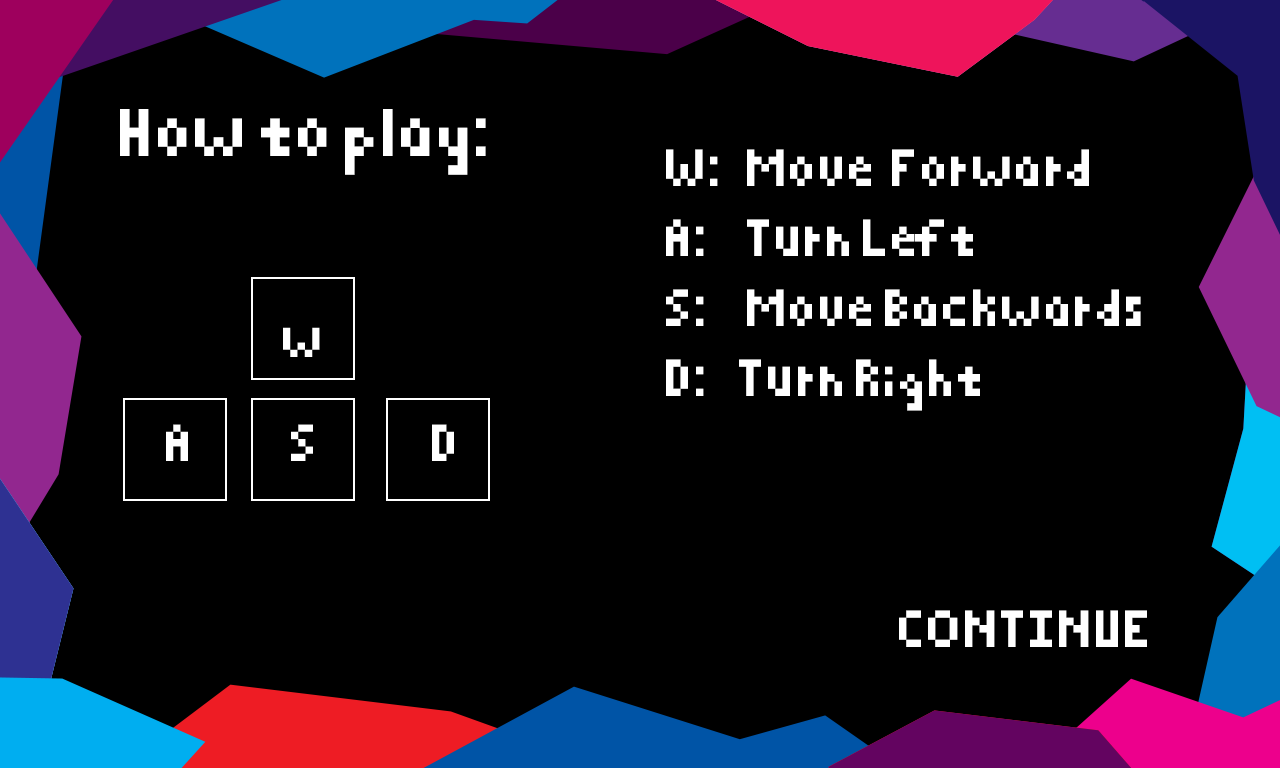 How to play:
W
A S D
W: Move Forward
A: Turn Left
S: Move Backwards
D: Turn Right
CONTINUE